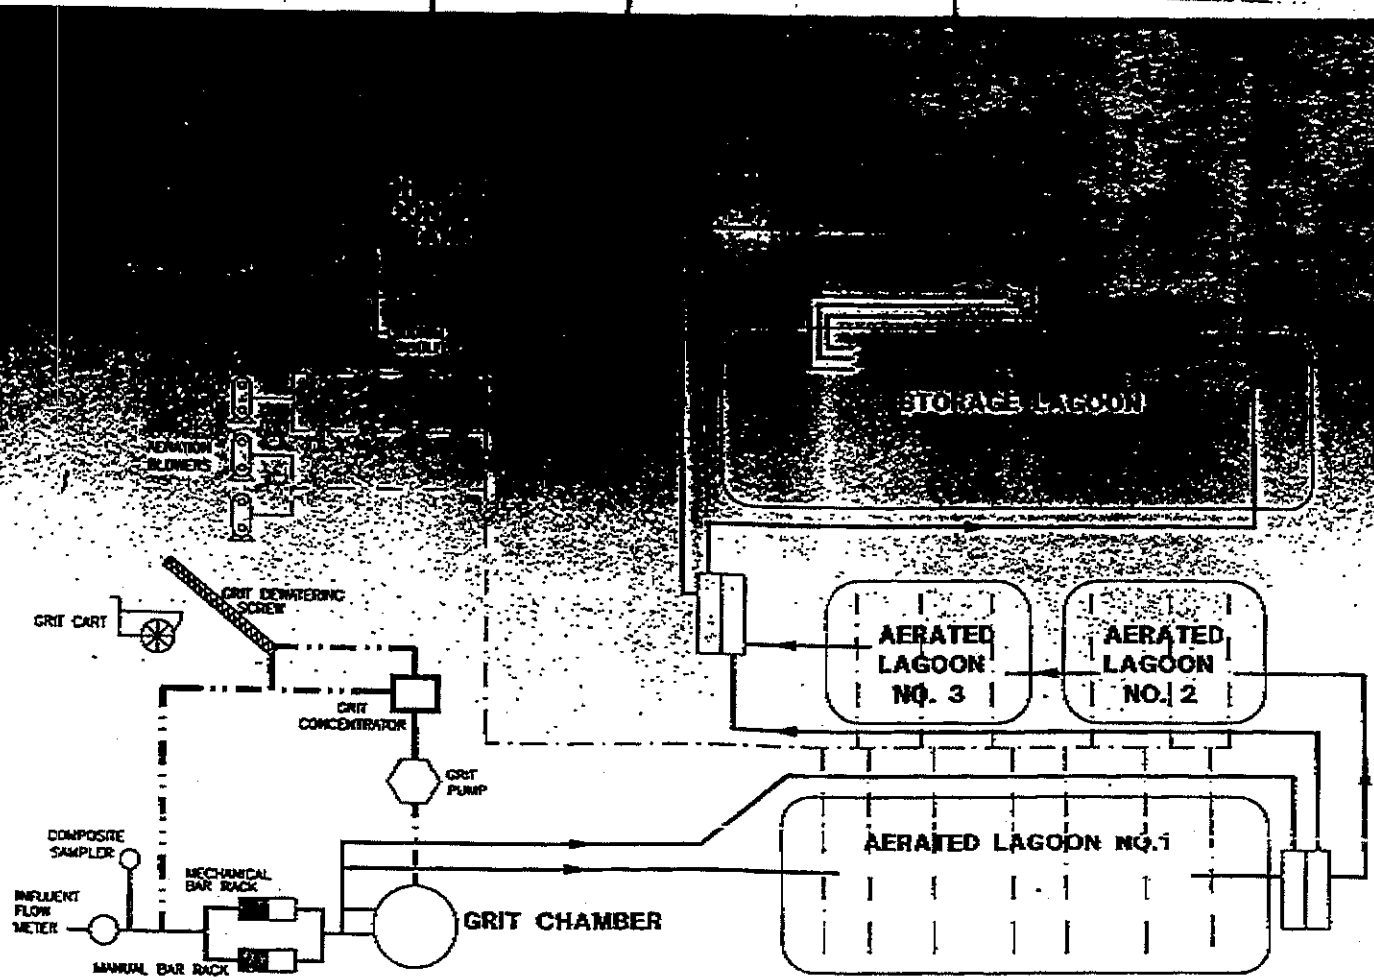 STORAGE LAGOON
AERATION
BLOWERS
GRIT DEWATERING
SCREW
GRIT CART
AERATED
LAGOON
NO. 3
AERATED
LAGOON
NO. 2
GRIT
CONCENTRATOR
GRIT
PUMP
COMPOSITE
SAMPLER
AERATED LAGOON NO.1
MECHANICAL
BAR RACK
INFLUENT
FLOW
METER
GRIT CHAMBER
MANUAL BAR RACK